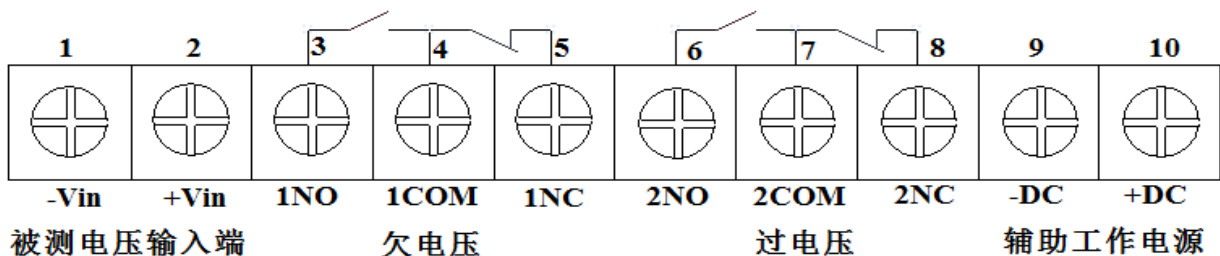 1 2 3 4 5 6 7 8 9 10
-Vin +Vin 1NO 1COM 1NC 2NO 2COM 2NC -DC +DC
被测电压输入端 欠电压 过电压 辅助工作电源